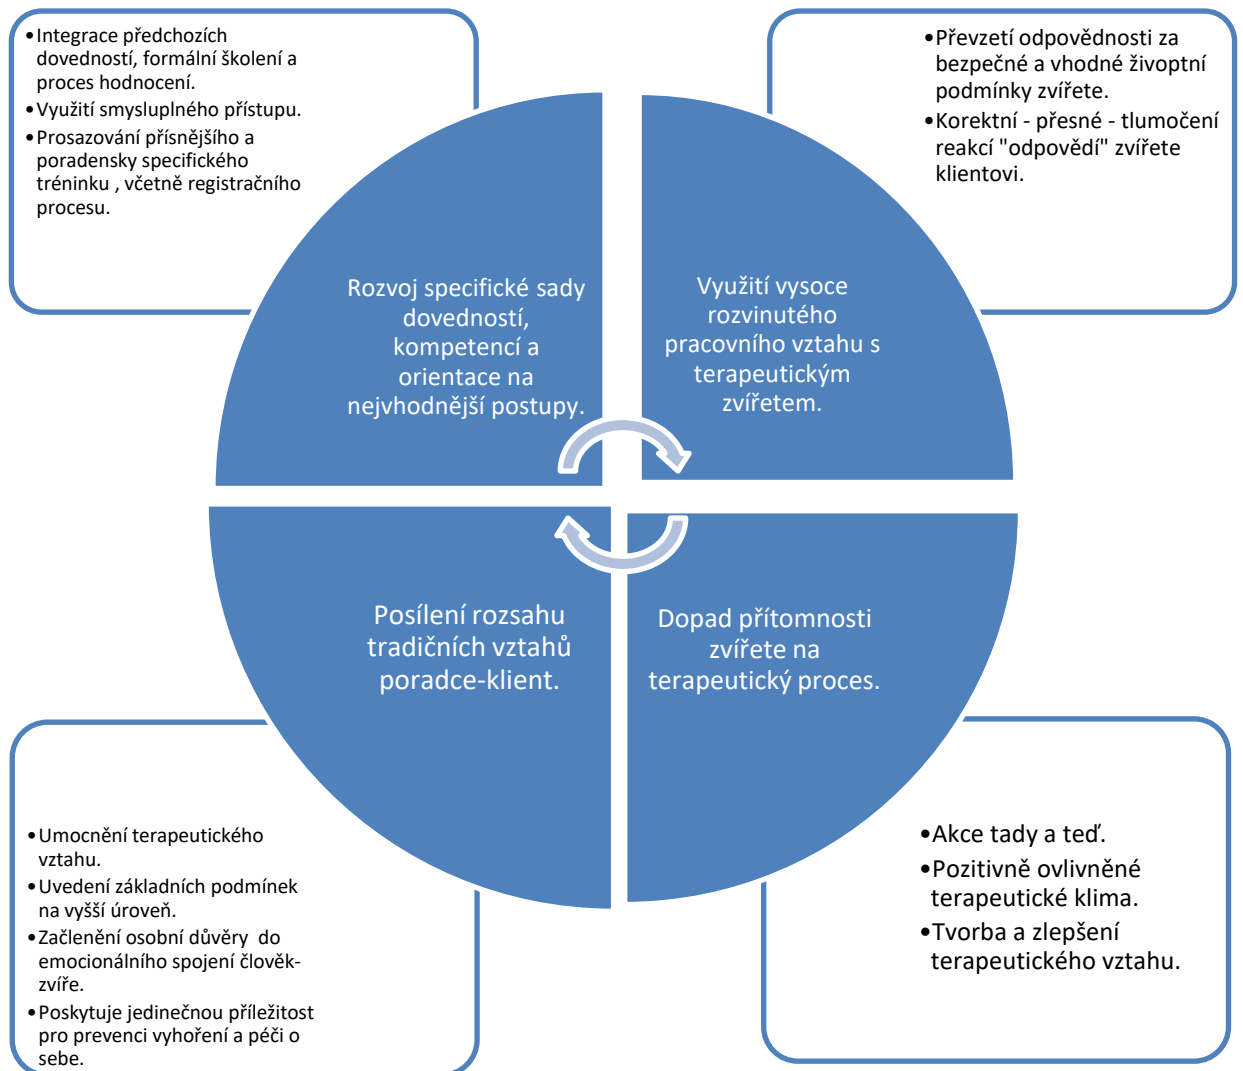 •Integrace předchozích
dovedností, formální školení a
proces hodnocení.
•Využití smysluplného přístupu.
•Prosazování přísnějšího a
poradensky specifického
tréninku , včetně registračního
procesu.
•Převzetí odpovědnosti za
bezpečné a vhodné živoptní
podmínky zvířete.
•Korektní - přesné - tlumočení
reakcí "odpovědí" zvířete
klientovi.
Rozvoj specifické sady
dovedností,
kompetencí a
orientace na
nejvhodnější postupy.
Využití vysoce
rozvinutého
pracovního vztahu s
terapeutickým
zvířetem.
Posílení rozsahu
tradičních vztahů
poradce-klient.
Dopad přítomnosti
zvířete na
terapeutický proces.
•Umocnění terapeutického
vztahu.
•Uvedení základních podmínek
na vyšší úroveň.
•Začlenění osobní důvěry  do
emocionálního spojení člověk-
zvíře.
•Poskytuje jedinečnou příležitost
pro prevenci vyhoření a péči o
sebe.
•Akce tady a teď.
•Pozitivně ovlivněné
terapeutické klima.
•Tvorba a zlepšení
terapeutického vztahu.